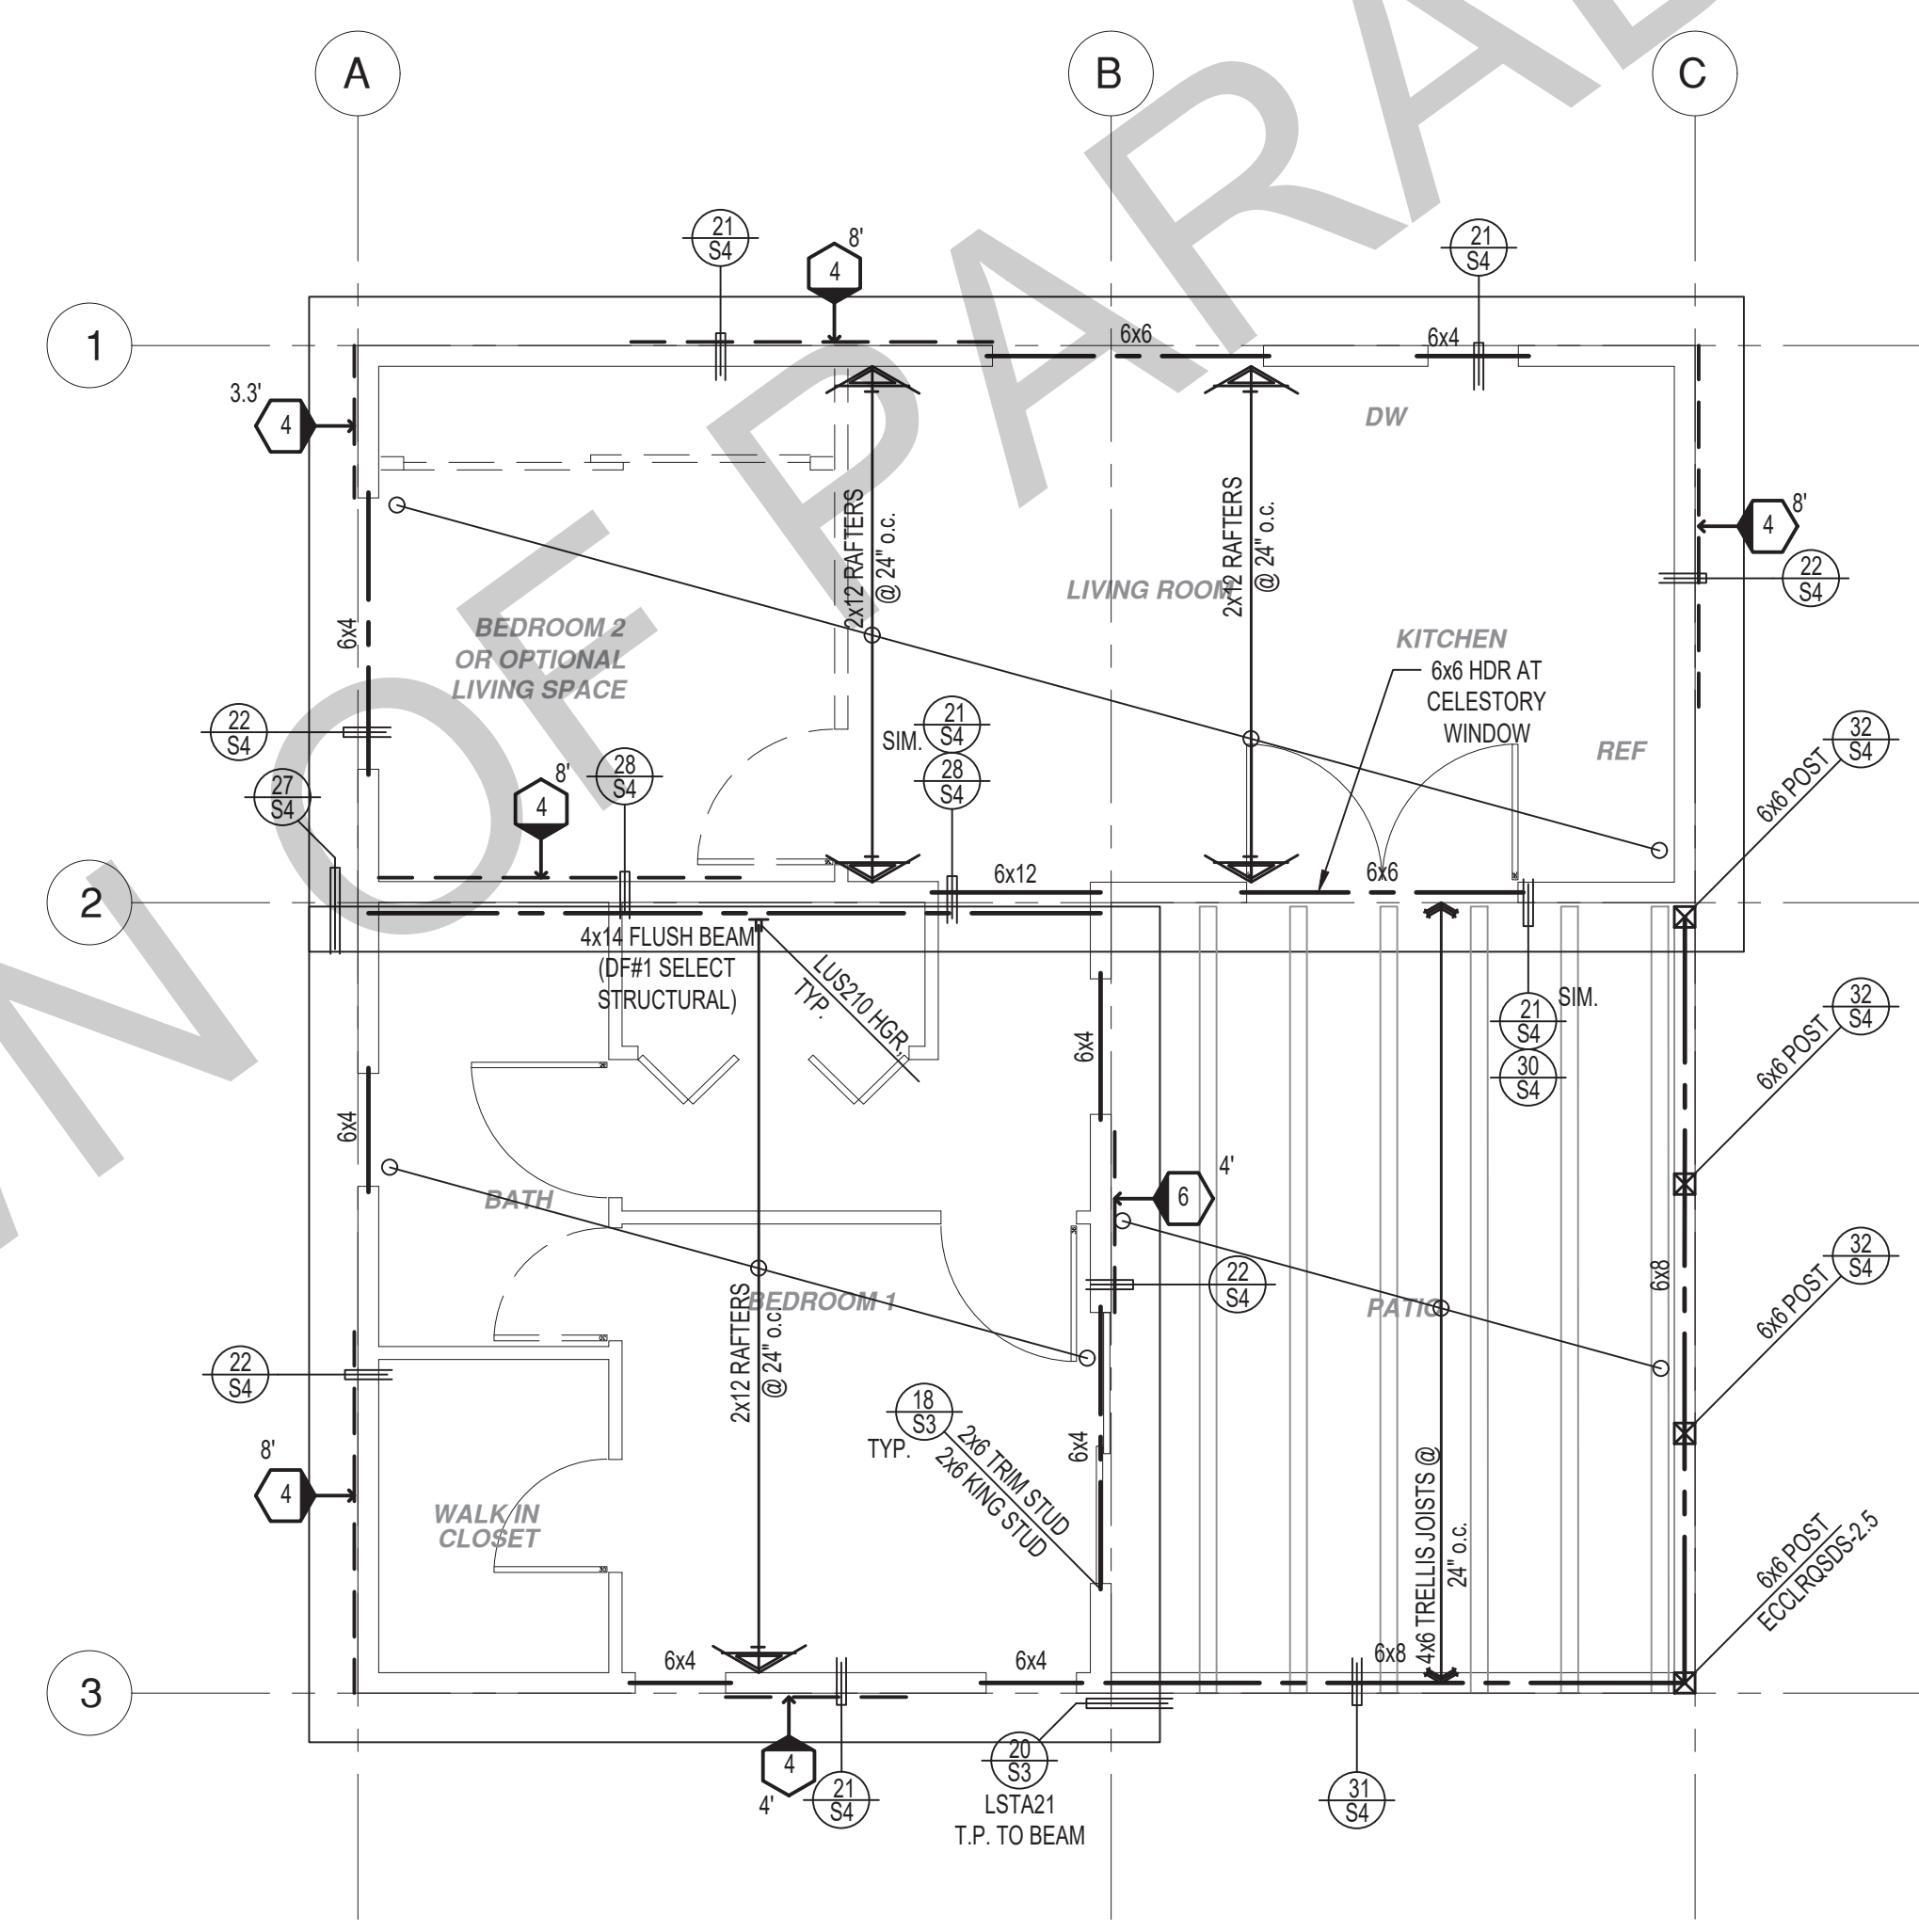 A
B
C
21
S4
4
8'
21
S4
1
6x6
6x4
3.3'
4
DW
2x12 RAFTERS
@ 24" o.c.
2x12 RAFTERS
@ 24" o.c.
4
8'
22
S4
LIVING ROOM
6x4
BEDROOM 2
OR OPTIONAL
LIVING SPACE
KITCHEN
6x6 HDR AT
CELESTORY
WINDOW
REF
22
S4
27
S4
SIM.
21
S4
28
S4
28
S4
4
8'
32
S4
6x6 POST
2
6x12
6x6
4x14 FLUSH BEAM
(DF#1 SELECT
STRUCTURAL)
LUS210 HGR,
TYP.
SIM.
21
S4
30
S4
32
S4
6x6 POST
6x4
6x4
BATH
6
4'
22
S4
32
S4
6x6 POST
6x8
BEDROOM 1
PATIO
2x12 RAFTERS
@ 24" o.c.
22
S4
18
S3
TYP.
2x6 TRIM STUD
2x6 KING STUD
6x4
4x6 TRELLIS JOISTS @
24" o.c.
8'
4
WALK IN
CLOSET
6x6 POST
ECCLRQSDS-2.5
3
6x4
6x4
6x8
4
4'
21
S4
20
S3
LSTA21
T.P. TO BEAM
31
S4
N OF PARAD